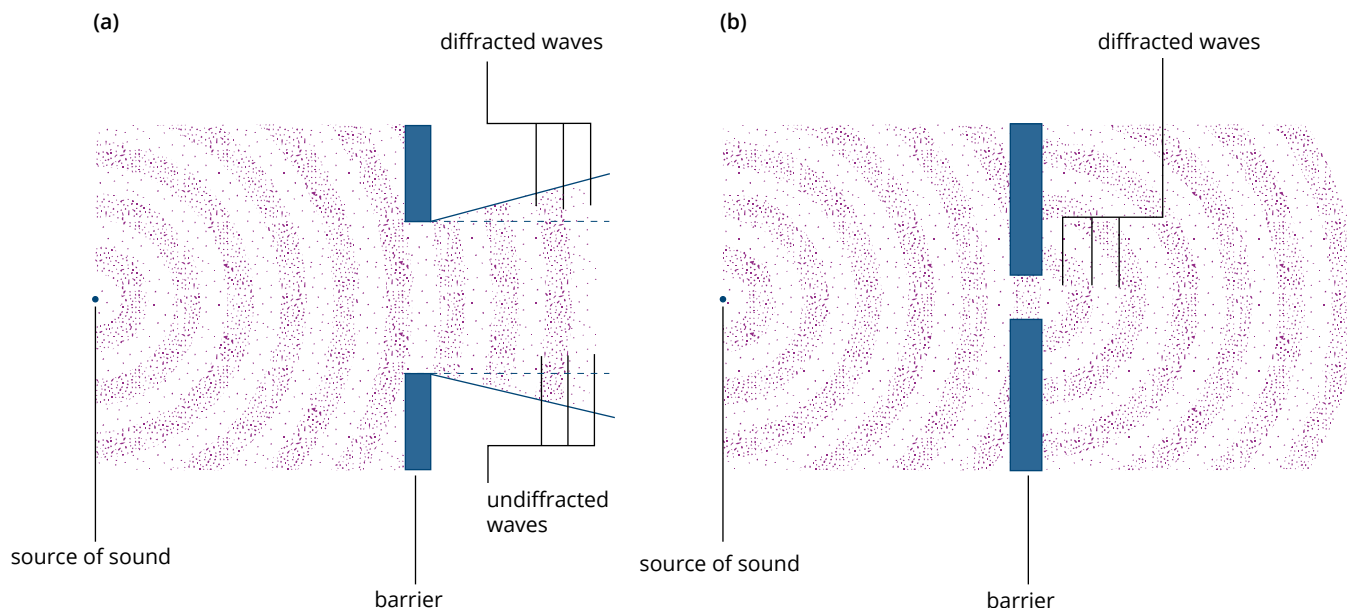 (a)
diffracted waves
undiffracted
waves
source of sound
barrier
(b)
diffracted waves
source of sound
barrier